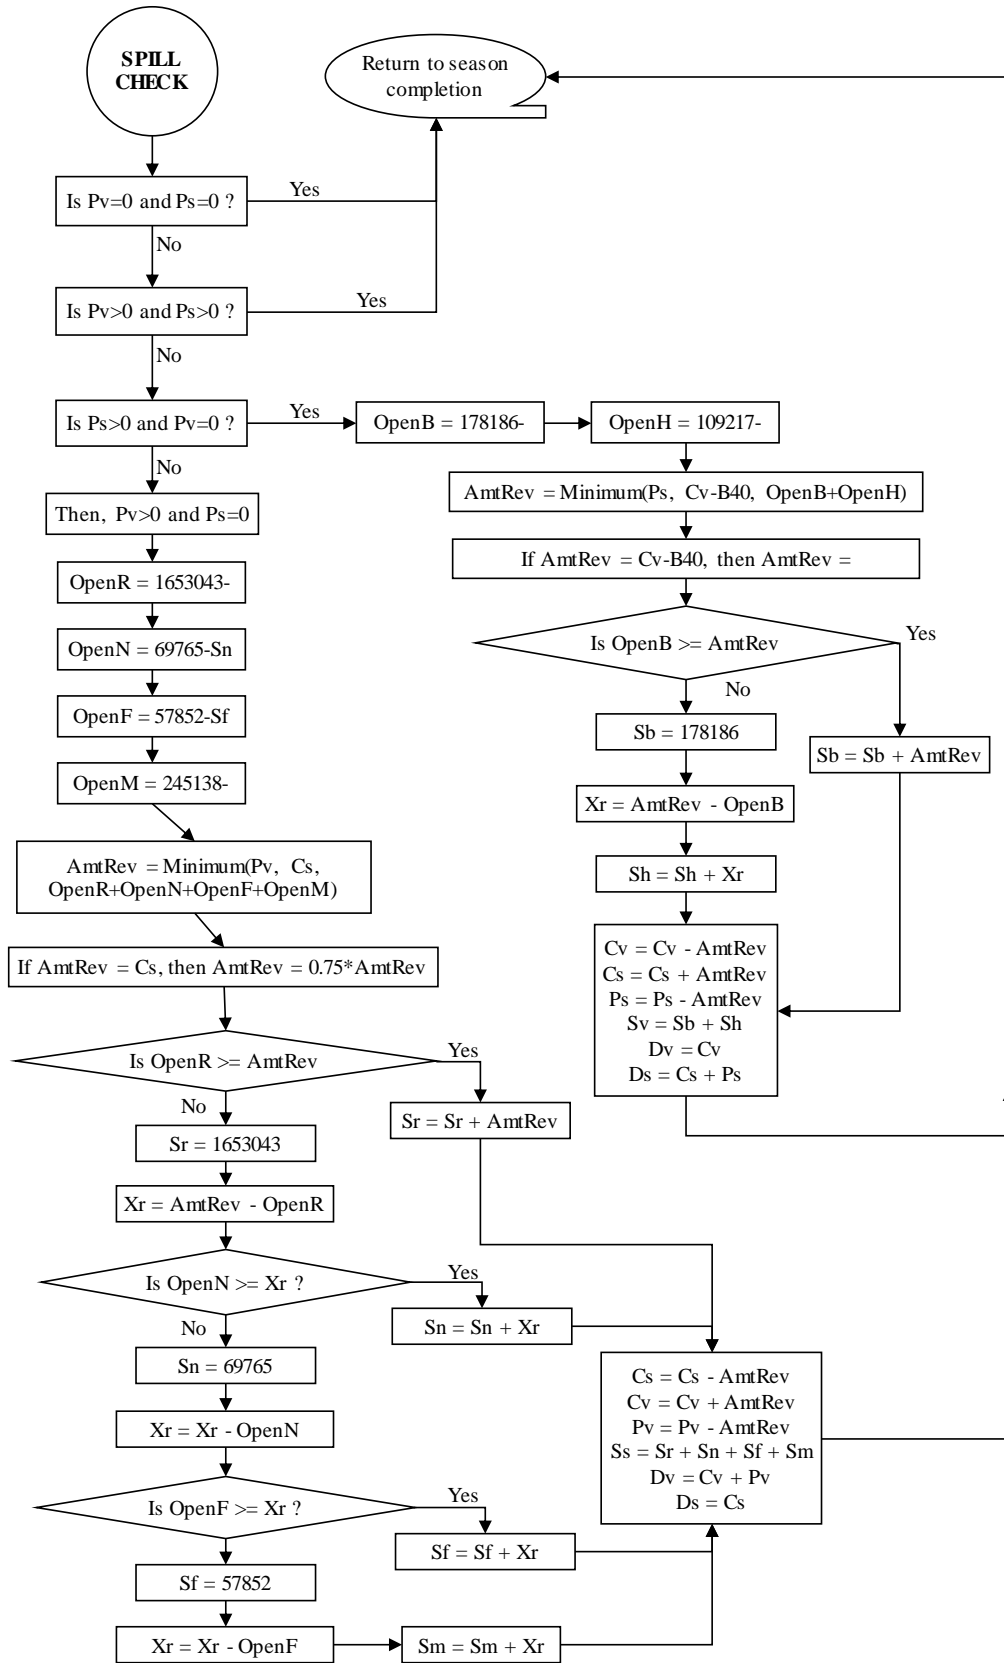 SPILL
CHECK
Return to season
completion
Is Pv=0 and Ps=0 ?
Yes
No
Is Pv>0 and Ps>0 ?
Yes
No
Is Ps>0 and Pv=0 ?
Yes
OpenB = 178186-
OpenH = 109217-
No
AmtRev = Minimum(Ps, Cv-B40, OpenB+OpenH)
Then, Pv>0 and Ps=0
If AmtRev = Cv-B40, then AmtRev =
OpenR = 1653043-
OpenN = 69765-Sn
Is OpenB >= AmtRev
Yes
No
OpenF = 57852-Sf
Sb = 178186
Sb = Sb + AmtRev
OpenM = 245138-
Xr = AmtRev - OpenB
AmtRev = Minimum(Pv, Cs,
OpenR+OpenN+OpenF+OpenM)
Sh = Sh + Xr
If AmtRev = Cs, then AmtRev = 0.75*AmtRev
Cv = Cv - AmtRev
Cs = Cs + AmtRev
Ps = Ps - AmtRev
Sv = Sb + Sh
Dv = Cv
Ds = Cs + Ps
Is OpenR >= AmtRev
Yes
No
Sr = Sr + AmtRev
Sr = 1653043
Xr = AmtRev - OpenR
Is OpenN >= Xr ?
Yes
No
Sn = Sn + Xr
Sn = 69765
Xr = Xr - OpenN
Cs = Cs - AmtRev
Cv = Cv + AmtRev
Pv = Pv - AmtRev
Ss = Sr + Sn + Sf + Sm
Dv = Cv + Pv
Ds = Cs
Is OpenF >= Xr ?
Yes
No
Sf = Sf + Xr
Sf = 57852
Xr = Xr - OpenF
Sm = Sm + Xr